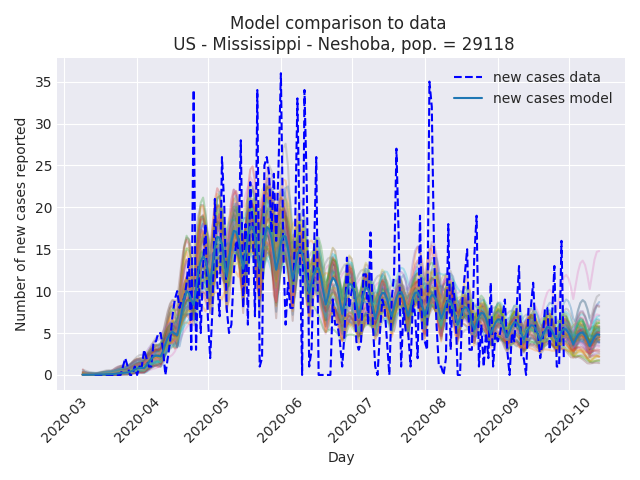 Model comparison to data
US - Mississippi - Neshoba, pop. = 29118
new cases data
new cases model
Number of new cases reported
35
30
25
20
15
10
5
0
2020-03
2020-04
2020-05
2020-06
2020-07
2020-08
2020-09
2020-10
Day